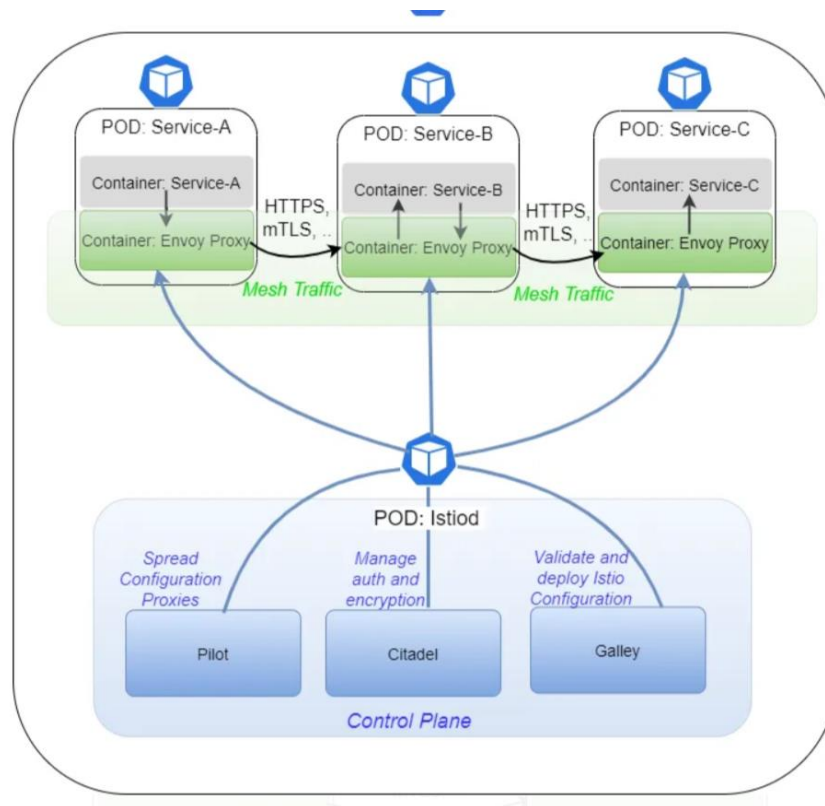 POD: Service-A
POD: Service-B
POD: Service-C
Container: Service-A
Container: Service-B
Container: Service-C
HTTPS,
mTLS, ..
HTTPS,
mTLS, ..
Container: Envoy Proxy
Container: Envoy Proxy
Container: Envoy Proxy
Mesh Traffic
Mesh Traffic
POD: Istiod
Spread
Configuration
Proxies
Manage
auth and
encryption
Validate and
deploy Istio
Configuration
Pilot
Citadel
Galley
Control Plane